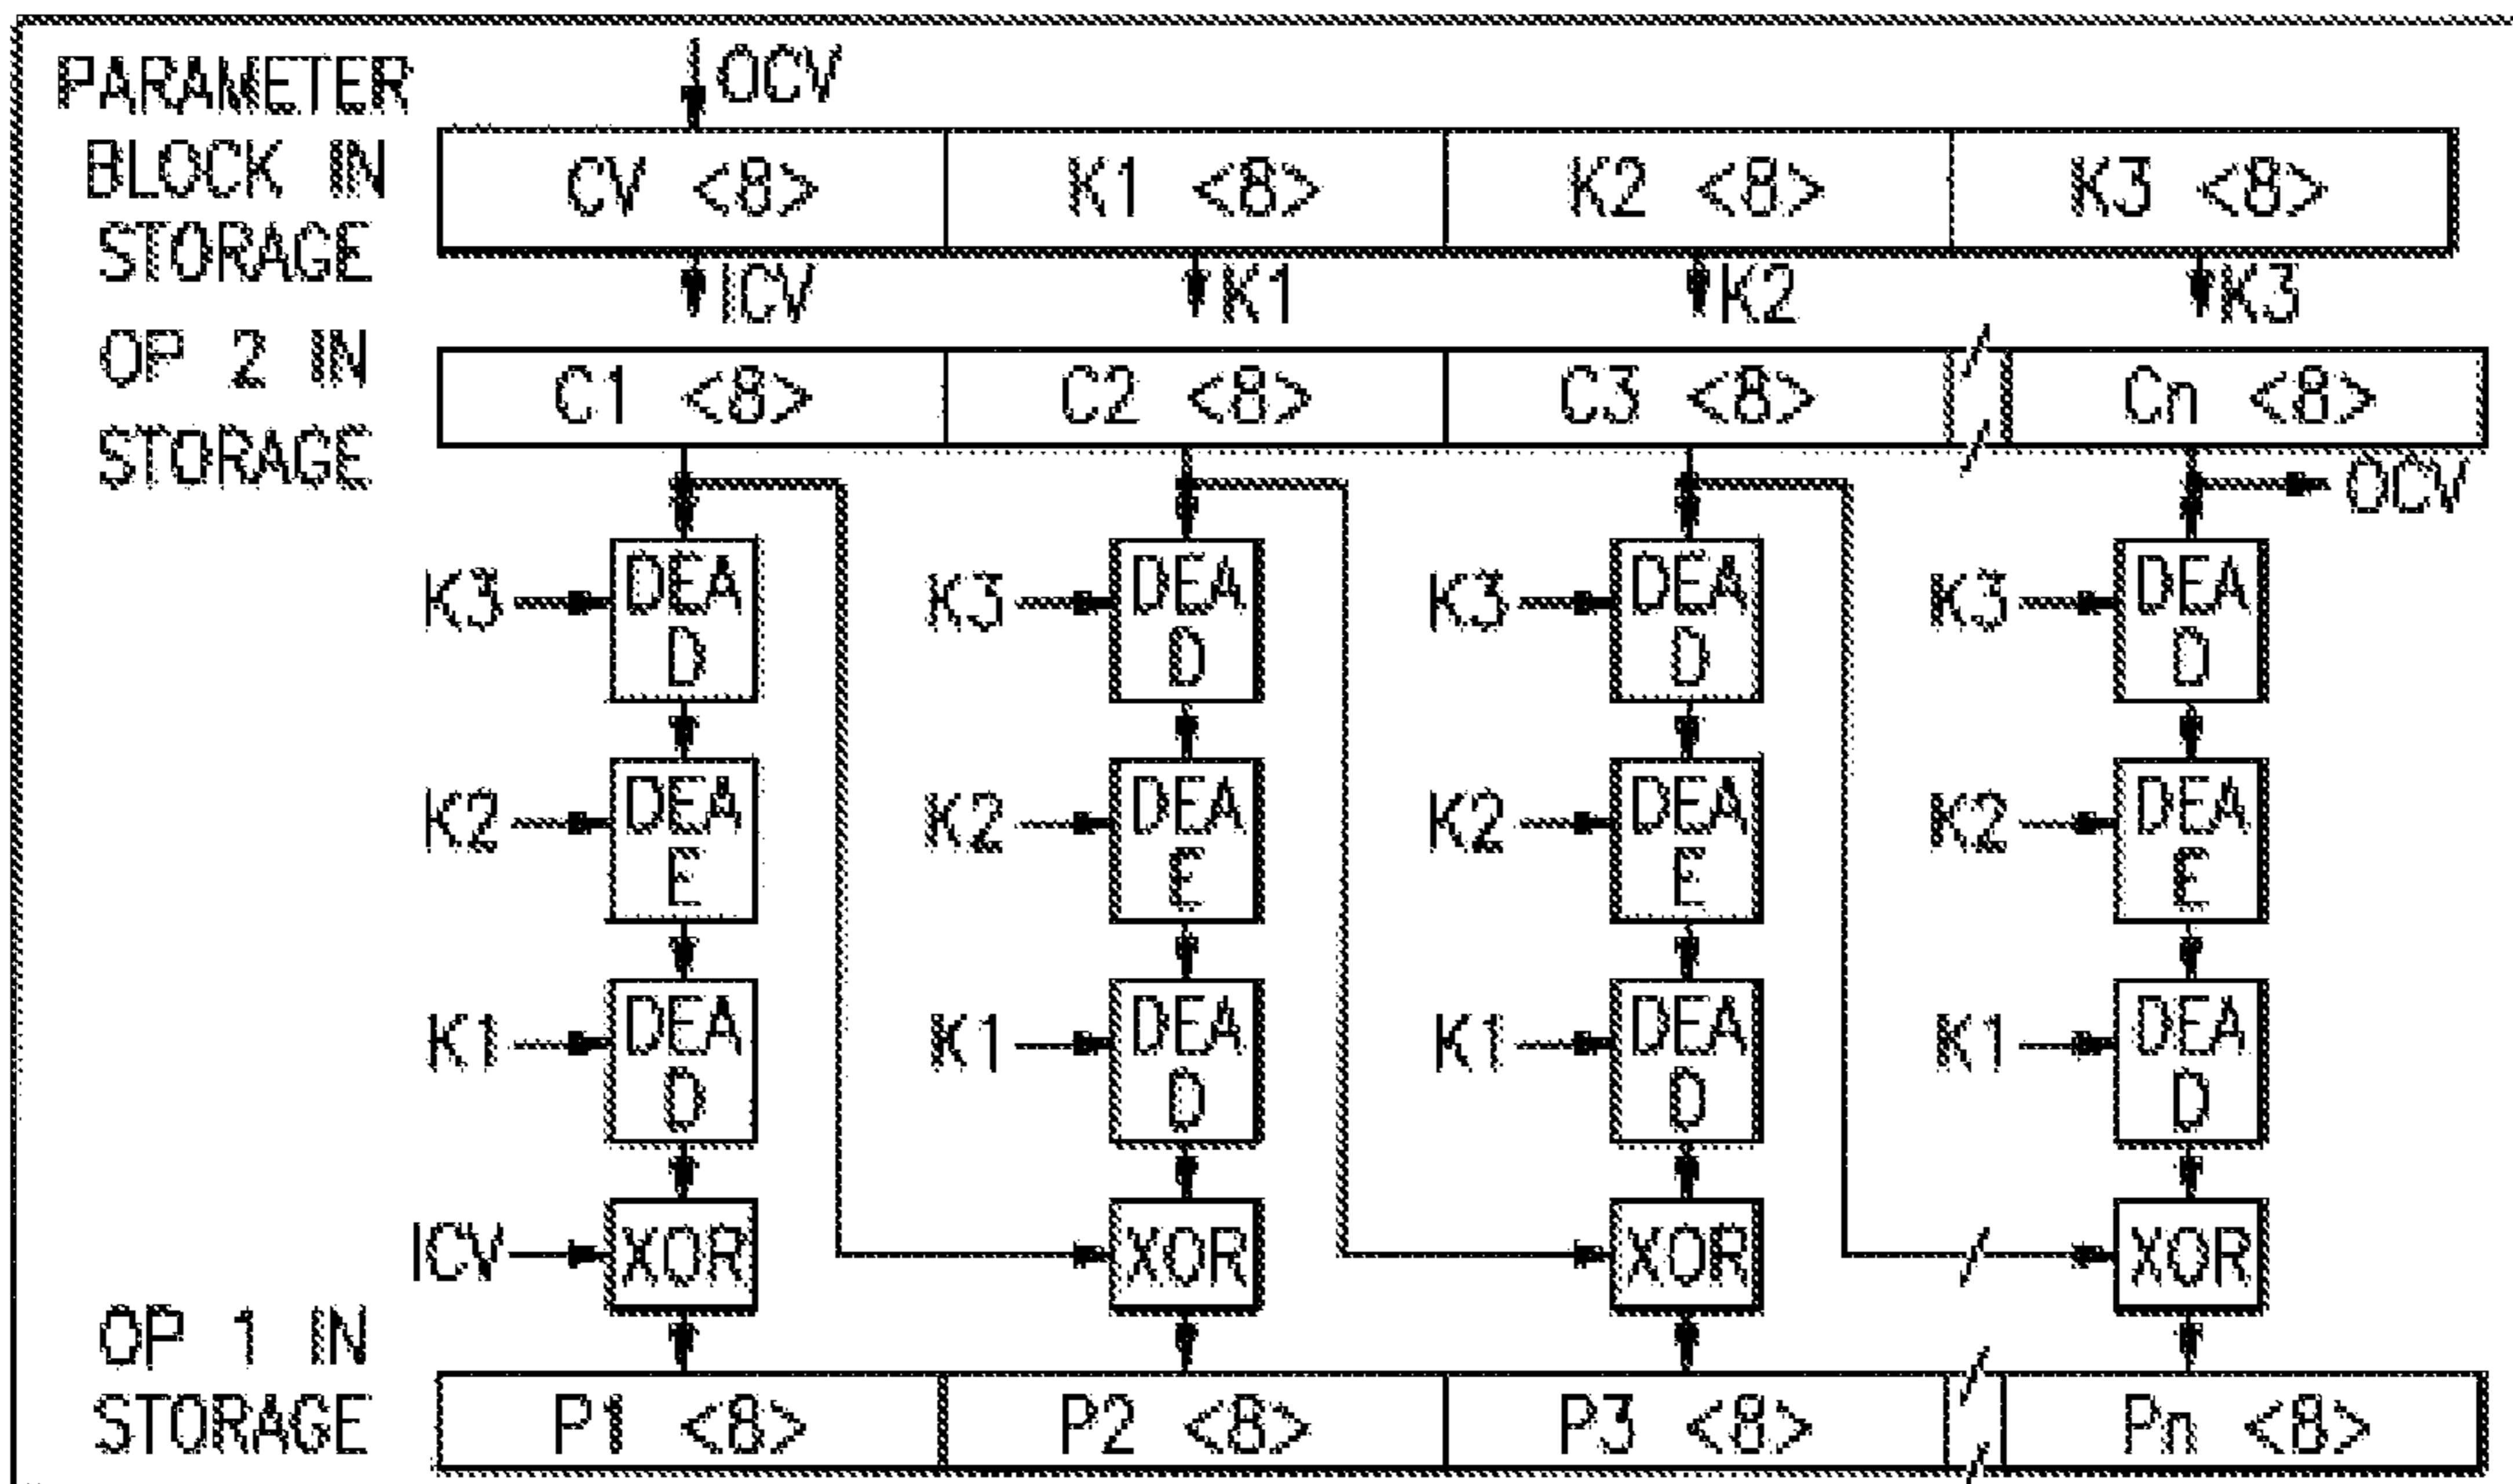 PARAMETER
BLOCK IN
STORAGE
OCV
CV <8> K1 <8> K2 <8> K3 <8>
ICV K1 K2 K3
OP 2 IN
STORAGE
C1 <8> C2 <8> C3 <8> Cn <8>
OCV
K3 DEA D K3 DEA D K3 DEA D K3 DEA D
K2 DEA E K2 DEA E K2 DEA E K2 DEA E
K1 DEA D K1 DEA D K1 DEA D K1 DEA D
ICV XOR XOR XOR XOR
OP 1 IN
STORAGE
P1 <8> P2 <8> P3 <8> Pn <8>